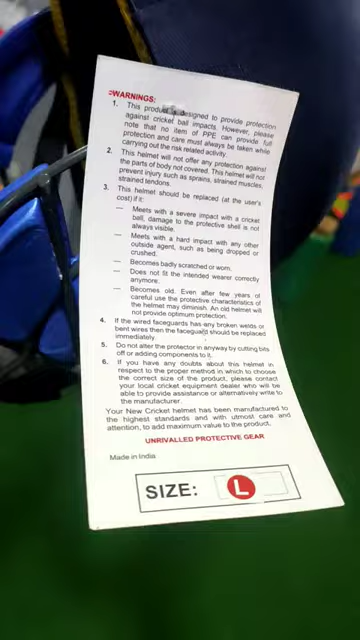 WARNINGS:
1. This product is designed to provide protection
against cricket ball impacts. However, please
note that no item of PPE can provide full
protection and care must always be taken while
carrying out the risk related activity.
2. This helmet will not offer any protection against
the parts of body not covered. This helmet will not
prevent injury such as sprains, strained muscles,
strained tendons.
3. This helmet should be replaced (at the user's
cost) if it:
— Meets with a severe impact with a cricket
ball, damage to the protective shell is not
always visible.
— Meets with a hard impact with any other
outside agent, such as being dropped or
crushed.
— Becomes badly scratched or worn.
— Does not fit the intended wearer correctly
anymore.
— Becomes old. Even after few years of
careful use the protective characteristics of
the helmet may diminish. An old helmet will
not provide optimum protection.
4. If the wired faceguards has any broken welds or
bent wires then the faceguard should be replaced
immediately.
5. Do not alter the protector in anyway by cutting bits
off or adding components to it.
6. If you have any doubts about this helmet in
respect to the proper method in which to choose
the correct size of the product, please contact
your local cricket equipment dealer who will be
able to provide assistance or alternatively write to
the manufacturer.
Your New Cricket helmet has been manufactured to
the highest standards and with utmost care and
attention, to add maximum value to the product.
UNRIVALLED PROTECTIVE GEAR
Made in India
SIZE: L